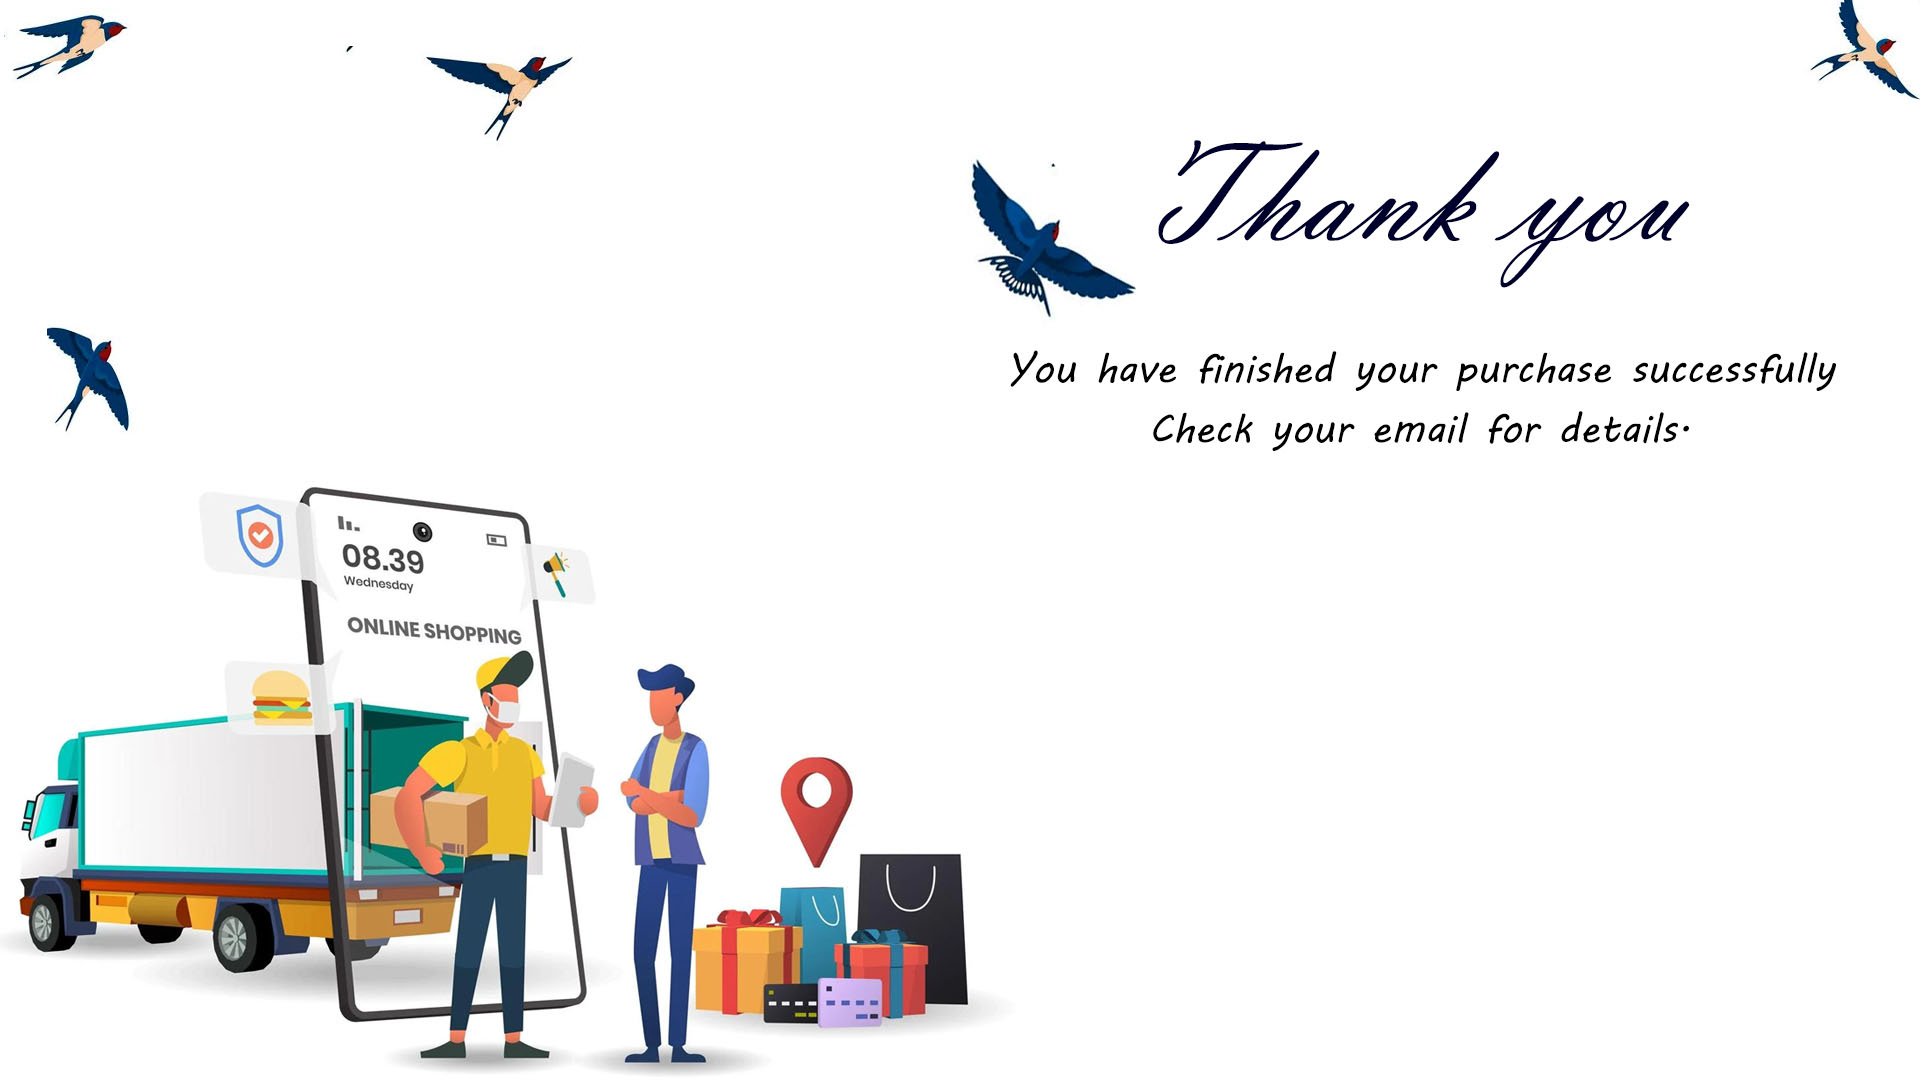 Thank you
You have finished your purchase successfully
Check your email for details.
08.39
Wednesday
ONLINE SHOPPING